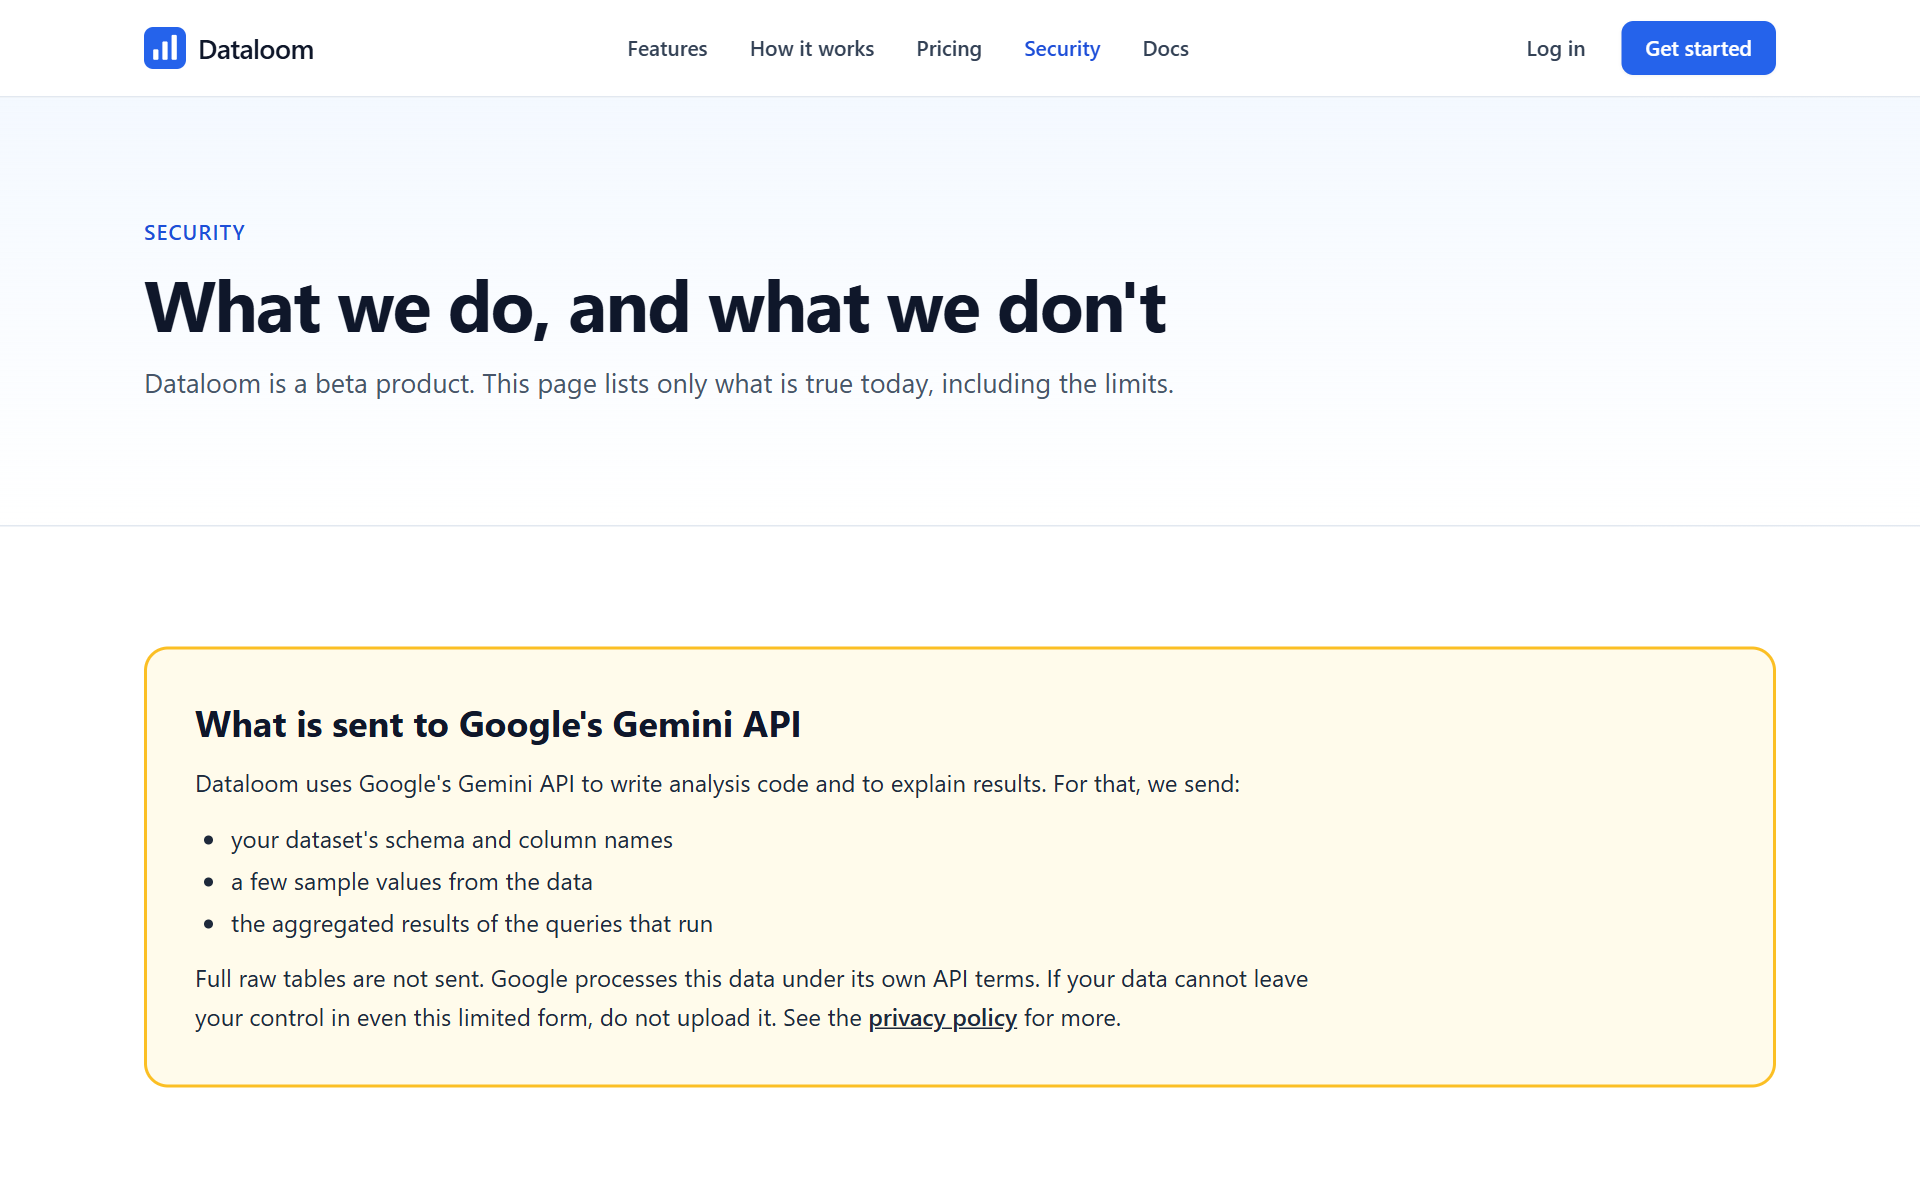 Dataloom
Features
How it works
Pricing
Security
Docs
Log in
Get started
SECURITY
What we do, and what we don't
Dataloom is a beta product. This page lists only what is true today, including the limits.
What is sent to Google's Gemini API
Dataloom uses Google's Gemini API to write analysis code and to explain results. For that, we send:
your dataset's schema and column names
a few sample values from the data
the aggregated results of the queries that run
Full raw tables are not sent. Google processes this data under its own API terms. If your data cannot leave
your control in even this limited form, do not upload it. See the privacy policy for more.